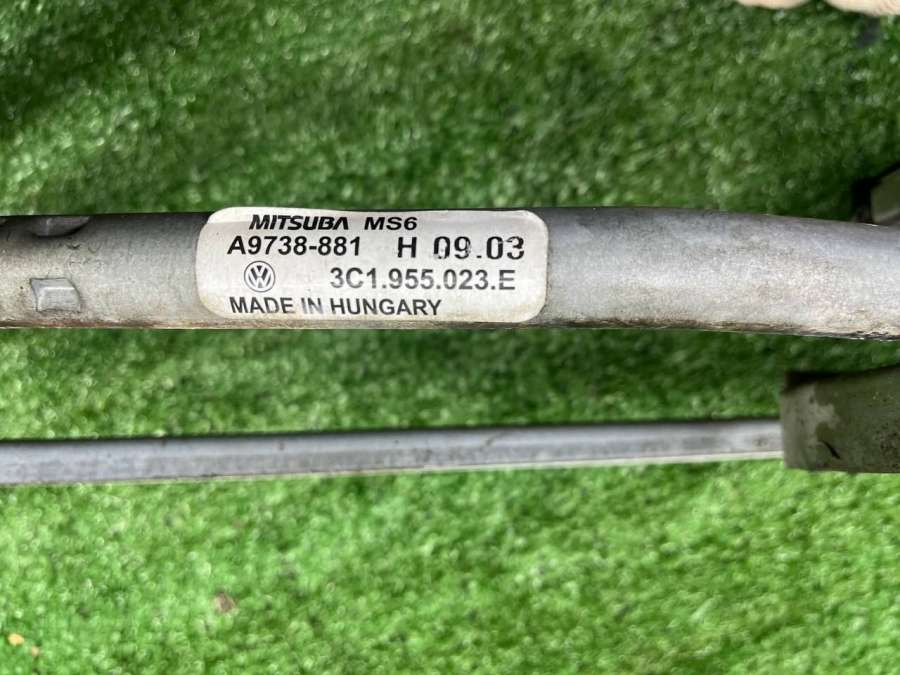 MITSUBA MS6
A9738-881 H 09.03
3C1.955.023.E
MADE IN HUNGARY